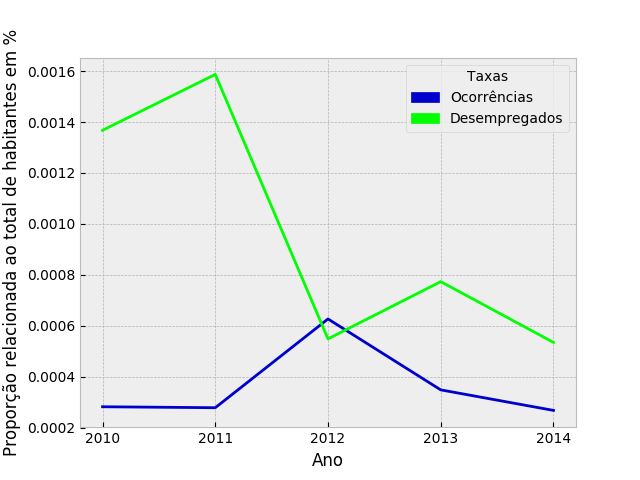 Proporção relacionada ao total de habitantes em %
0.0016
0.0014
0.0012
0.0010
0.0008
0.0006
0.0004
0.0002
Taxas
Ocorrências
Desempregados
2010 2011 2012 2013 2014
Ano